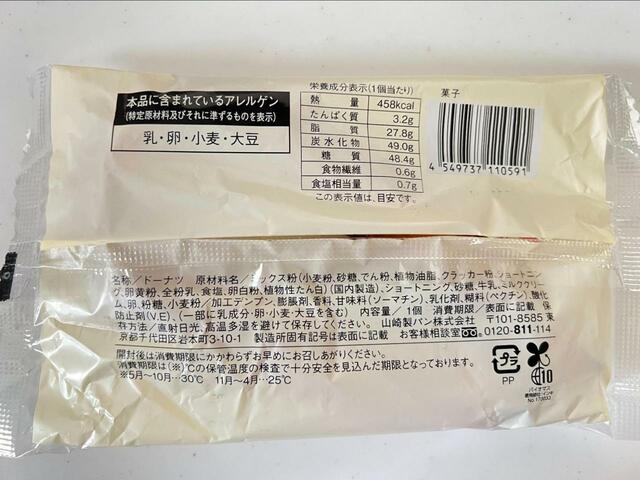 本品に含まれているアレルゲン
(特定原材料及びそれに準ずるものを表示)
乳・卵・小麦・大豆
栄養成分表示(1個当たり)
熱量 458kcal
たんぱく質 3.2g
脂質 27.8g
炭水化物 49.0g
糖質 48.4g
食物繊維 0.6g
食塩相当量 0.7g
この表示値は、目安です。
菓子
4 549737 110591
名称/ドーナツ 原材料名/ミックス粉(小麦粉、砂糖、でん粉、植物油脂、クラッカー粉、ショートニン
グ、卵黄粉、全粉乳、食塩、卵白粉、植物性たん白)(国内製造)、ショートニング、砂糖、牛乳、ミルククリー
ム、卵、粉糖、小麦粉/加工デンプン、膨脹剤、香料、甘味料(ソーマチン)、乳化剤、糊料(ペクチン)、酸化
防止剤(V.E)、(一部に乳成分・卵・小麦・大豆を含む) 内容量/1個 消費期限/表面に記載 保
存方法/直射日光、高温多湿を避けて保存してください。 山崎製パン株式会社 〒101-8585 東
京都千代田区岩本町3-10-1 製造所固有記号は表面に記載 お客様相談室 0120-811-114
開封後は消費期限にかかわらずお早めにお召しあがりください。
消費期限は(※)℃の保管温度の検査で十分安全を見込んだ期限となっております。
※5月～10月…30℃ 11月～4月…25℃
プラ
PP
10
バイオマス
No.170033